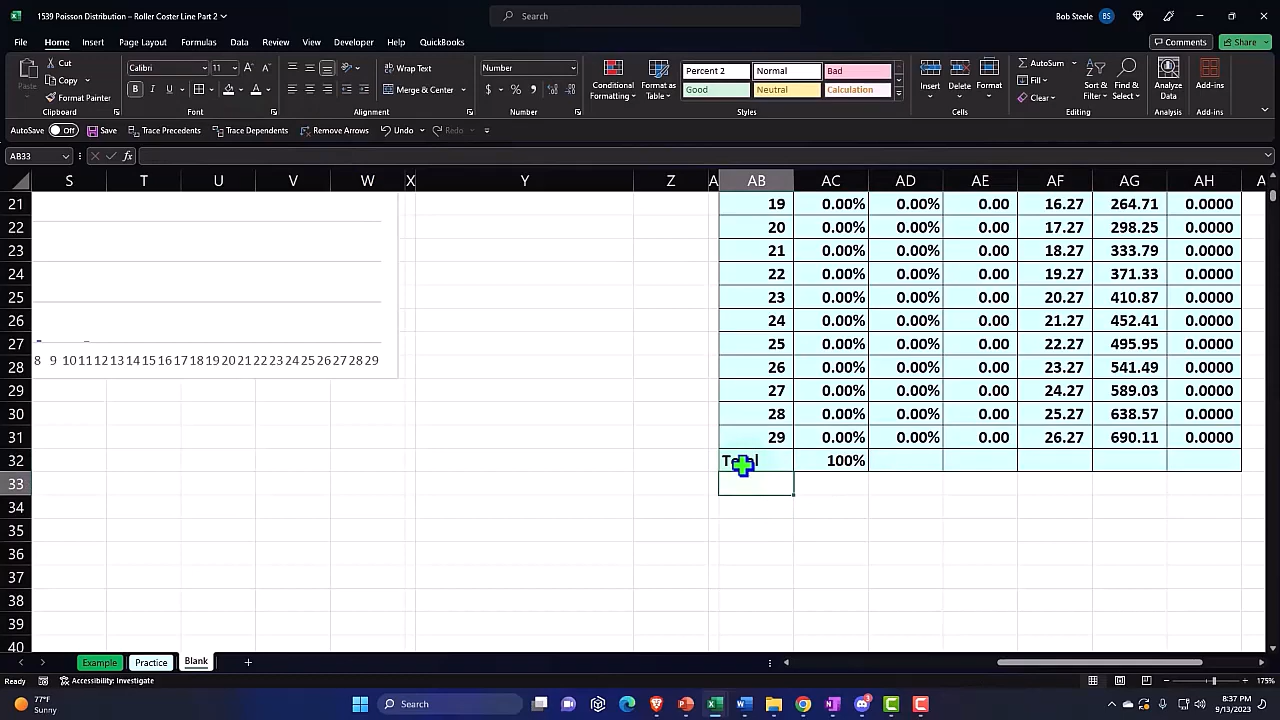 1539 Poisson Distribution – Roller Coster Line Part 2
Search
Bob Steele BS
File Home Insert Page Layout Formulas Data Review View Developer Help QuickBooks
Comments Share
Paste
Cut
Copy
Format Painter
Clipboard
Calibri 11
B I U
Font
Wrap Text
Merge & Center
Alignment
Number
$ % ,
Number
Conditional Formatting
Format as Table
Percent 2 Normal Bad
Good Neutral Calculation
Styles
Insert Delete Format
Cells
AutoSum
Fill
Clear
Sort & Filter
Find & Select
Editing
Analyze Data
Analysis
Add-ins
Add-ins
AutoSave Off Save Trace Precedents Trace Dependents Remove Arrows Undo Redo
AB33 fx
S T U V W X Y Z A AB AC AD AE AF AG AH A
21 19 0.00% 0.00% 0.00 16.27 264.71 0.0000
22 20 0.00% 0.00% 0.00 17.27 298.25 0.0000
23 21 0.00% 0.00% 0.00 18.27 333.79 0.0000
24 22 0.00% 0.00% 0.00 19.27 371.33 0.0000
25 23 0.00% 0.00% 0.00 20.27 410.87 0.0000
26 24 0.00% 0.00% 0.00 21.27 452.41 0.0000
27 25 0.00% 0.00% 0.00 22.27 495.95 0.0000
8 9 10 11 12 13 14 15 16 17 18 19 20 21 22 23 24 25 26 27 28 29
28 26 0.00% 0.00% 0.00 23.27 541.49 0.0000
29 27 0.00% 0.00% 0.00 24.27 589.03 0.0000
30 28 0.00% 0.00% 0.00 25.27 638.57 0.0000
31 29 0.00% 0.00% 0.00 26.27 690.11 0.0000
32 Total 100%
33
34
35
36
37
38
39
40
Example Practice Blank
Ready Accessibility: Investigate 175%
77°F
Sunny
Search
8:37 PM
9/13/2023